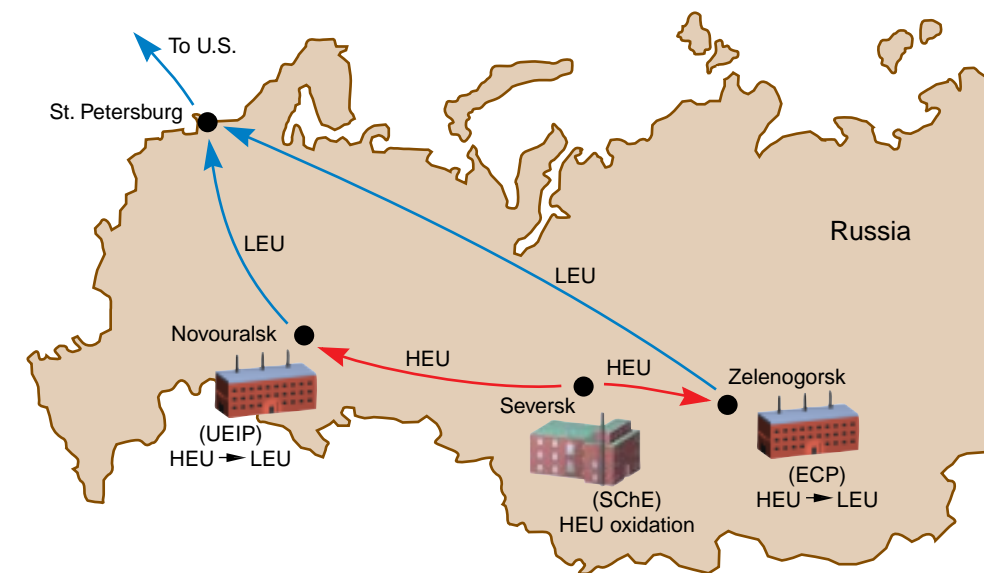 To U.S.
St. Petersburg
Russia
LEU
LEU
Novouralsk
HEU
HEU
Zelenogorsk
Seversk
(UEIP)
HEU → LEU
(ECP)
HEU → LEU
(SChE)
HEU oxidation